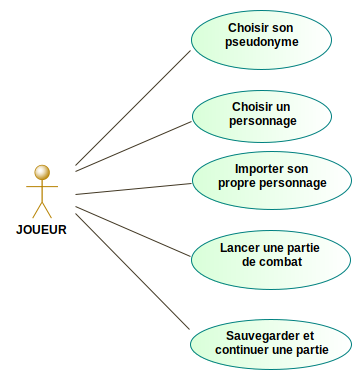 Choisir son
pseudonyme
Choisir un
personnage
Importer son
propre personnage
JOUEUR
Lancer une partie
de combat
Sauvegarder et
continuer une partie